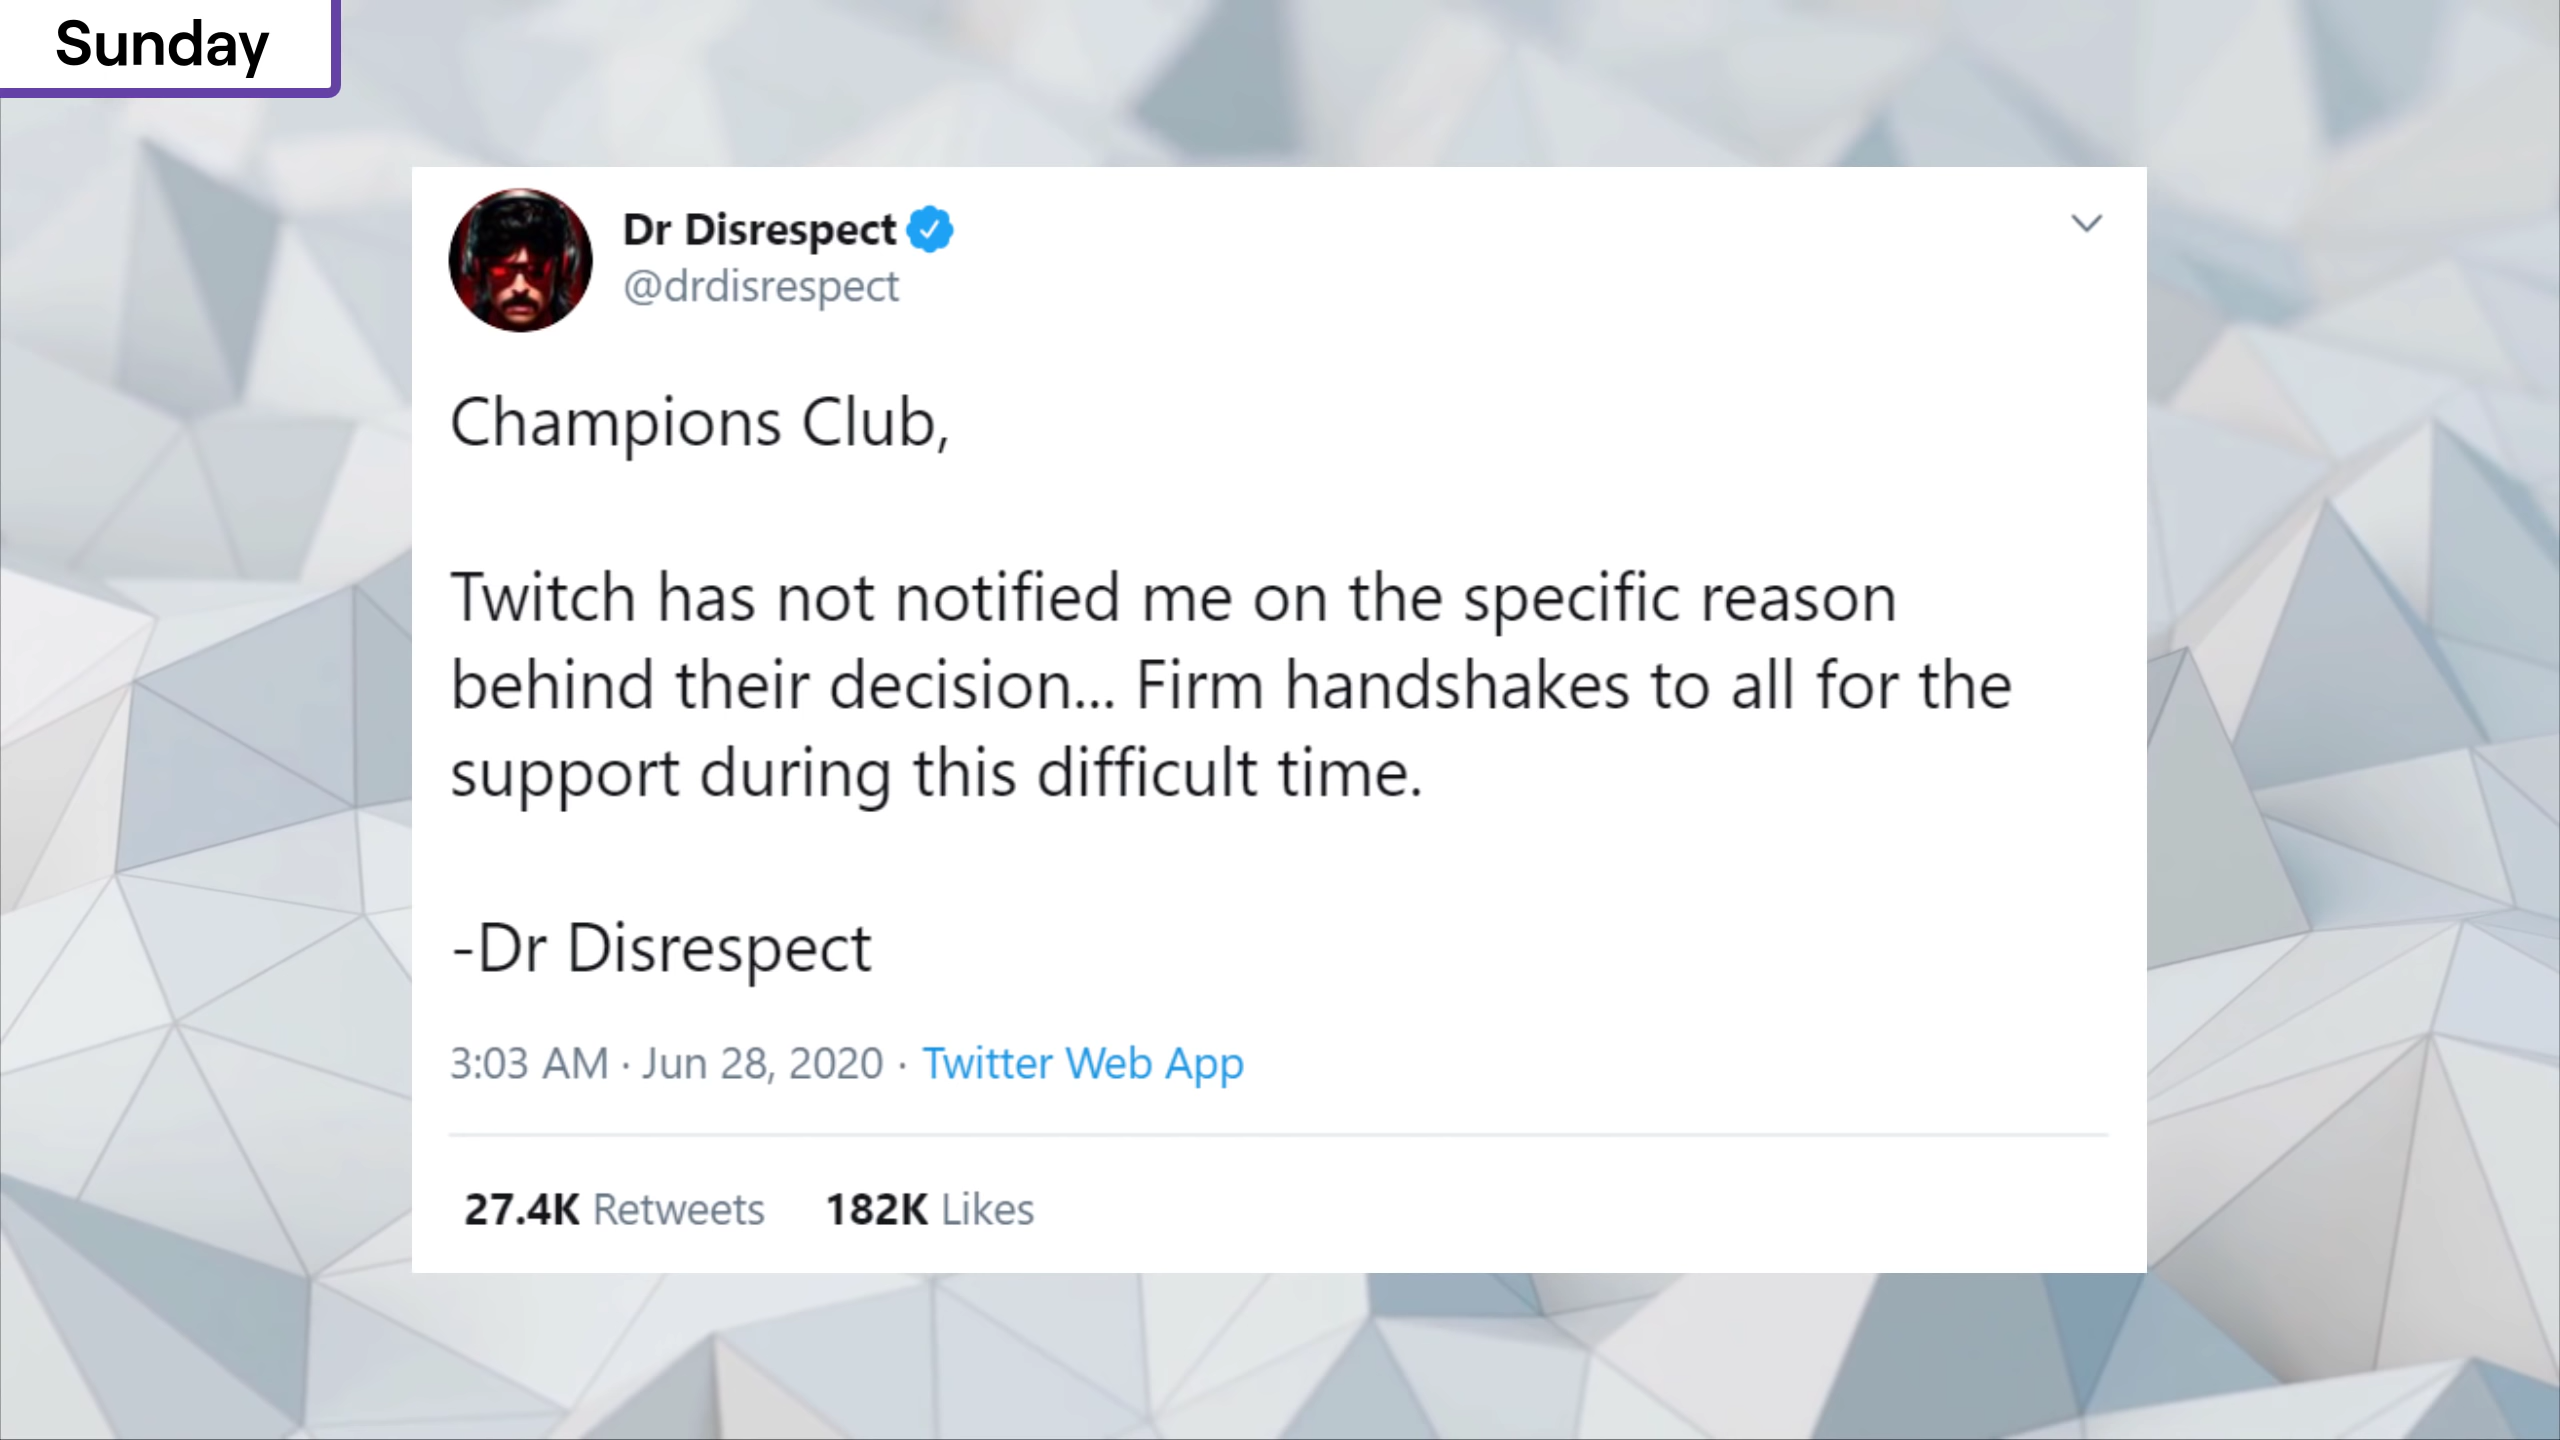 Sunday
Dr Disrespect
@drdisrespect
Champions Club,
Twitch has not notified me on the specific reason
behind their decision... Firm handshakes to all for the
support during this difficult time.
-Dr Disrespect
3:03 AM · Jun 28, 2020 · Twitter Web App
27.4K Retweets 182K Likes